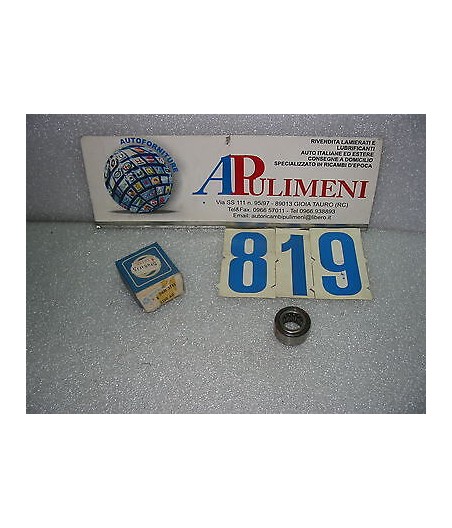 AUTOFORNITURE
RIVENDITA LAMIERATI E
LUBRIFICANTI
AUTO ITALIANE ED ESTERE
CONSEGNE A DOMICILIO
SPECIALIZZATO IN RICAMBI D'EPOCA
APULIMENI
Via SS 111 n. 95/97 - 89013 GIOIA TAURO (RC)
Tel&Fax. 0966 57011 - Tel 0966.938893
Email: autoricambipulimeni@libero.it
819